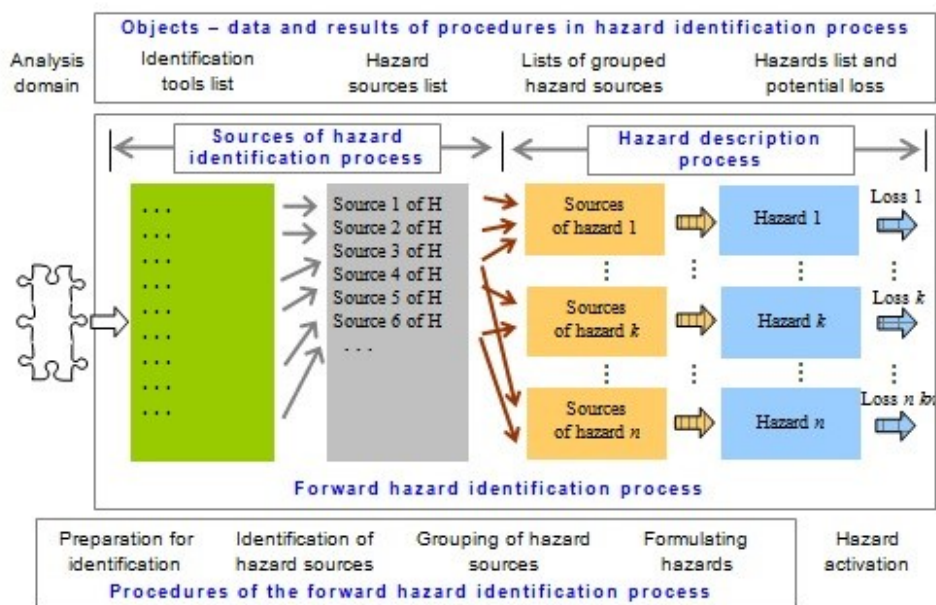 Objects – data and results of procedures in hazard identification process
Analysis
domain
Identification
tools list
Hazard
sources list
Lists of grouped
hazard sources
Hazards list and
potential loss
Sources of hazard
identification process
Hazard description
process
. . .
. . .
. . .
. . .
. . .
. . .
. . .
. . .
Source 1 of H
Source 2 of H
Source 3 of H
Source 4 of H
Source 5 of H
Source 6 of H
. . .
Sources
of hazard 1
Hazard 1
Loss 1
Sources
of hazard k
Hazard k
Loss k
Sources
of hazard n
Hazard n
Loss n kn
Forward hazard identification process
Preparation for
identification
Identification of
hazard sources
Grouping of hazard
sources
Formulating
hazards
Hazard
activation
Procedures of the forward hazard identification process